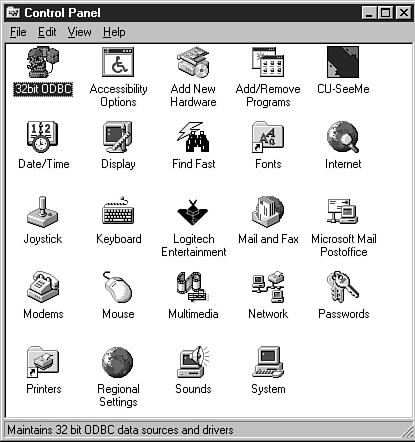 Control Panel
File Edit View Help
32bit ODBC
Accessibility
Options
Add New
Hardware
Add/Remove
Programs
CU-SeeMe
Date/Time
Display
Find Fast
Fonts
Internet
Joystick
Keyboard
Logitech
Entertainment
Mail and Fax
Microsoft Mail
Postoffice
Modems
Mouse
Multimedia
Network
Passwords
Printers
Regional
Settings
Sounds
System
Maintains 32 bit ODBC data sources and drivers